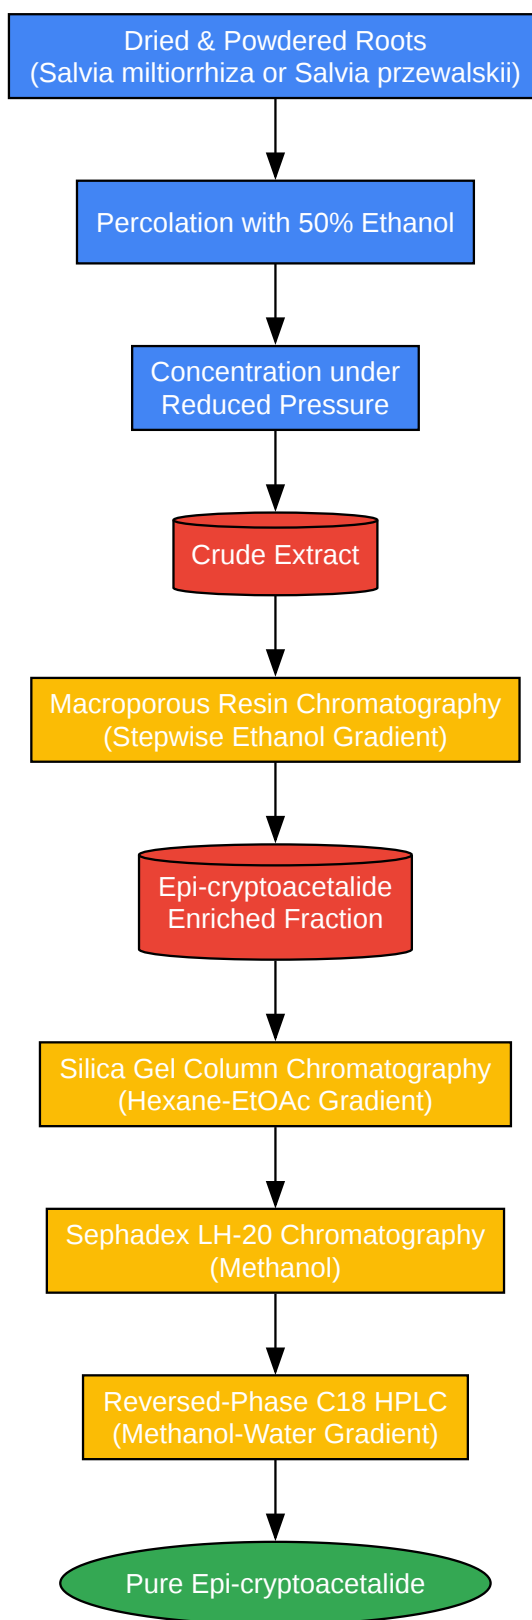 Dried & Powdered Roots
(Salvia miltiorrhiza or Salvia przewalskii)
Percolation with 50% Ethanol
Concentration under
Reduced Pressure
Crude Extract
Macroporous Resin Chromatography
(Stepwise Ethanol Gradient)
Epi-cryptoacetalide
Enriched Fraction
Silica Gel Column Chromatography
(Hexane-EtOAc Gradient)
Sephadex LH-20 Chromatography
(Methanol)
Reversed-Phase C18 HPLC
(Methanol-Water Gradient)
Pure Epi-cryptoacetalide